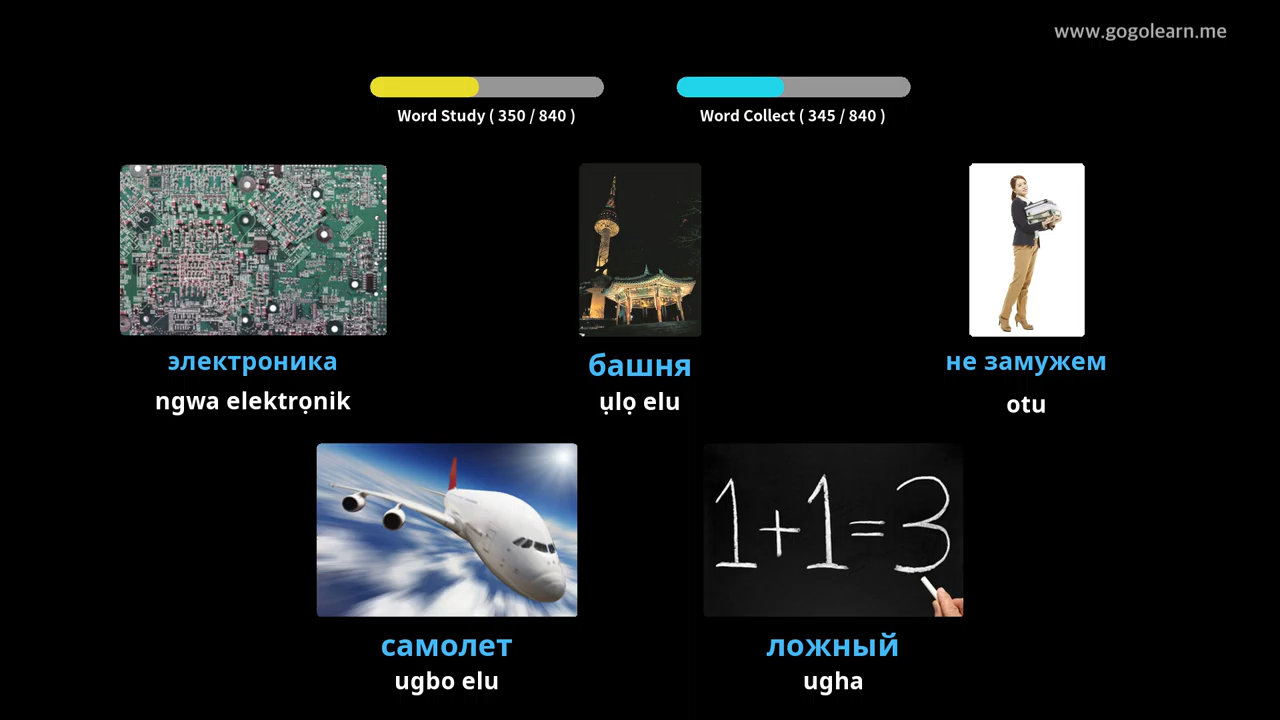 www.gogolearn.me
Word Study ( 350 / 840 )
Word Collect ( 345 / 840 )
электроника
ngwa elektrọnik
башня
ụlọ elu
не замужем
otu
1+1=3
самолет
ugbo elu
ложный
ugha